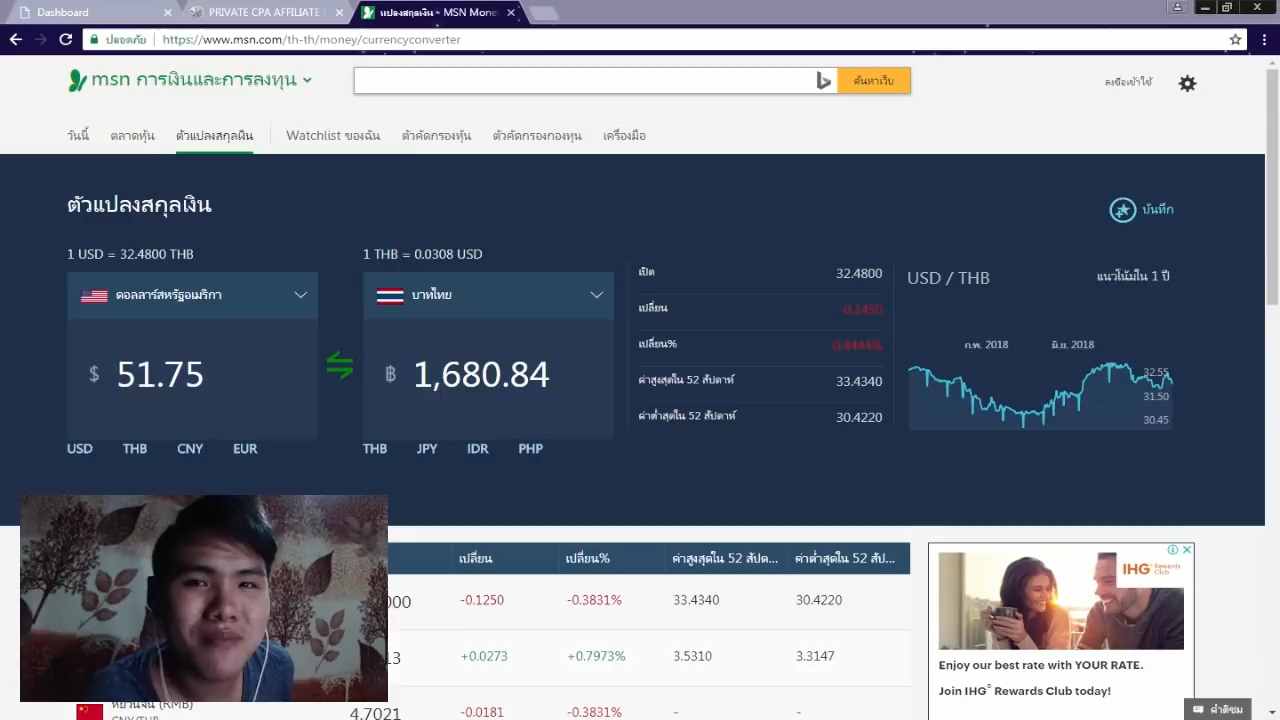 Dashboard
PRIVATE CPA AFFILIATE
แปลงสกุลเงิน - MSN Mone
ปลอดภัย
https://www.msn.com/th-th/money/currencyconverter
msn การเงินและการลงทุน
ค้นหาเว็บ
ลงชื่อเข้าใช้
วันนี้
ตลาดหุ้น
ตัวแปลงสกุลเงิน
Watchlist ของฉัน
ตัวคัดกรองหุ้น
ตัวคัดกรองกองทุน
เครื่องมือ
ตัวแปลงสกุลเงิน
บันทึก
1 USD = 32.4800 THB
1 THB = 0.0308 USD
ดอลลาร์สหรัฐอเมริกา
บาทไทย
$ 51.75
฿ 1,680.84
USD THB CNY EUR
THB JPY IDR PHP
เปิด 32.4800
เปลี่ยน -0.1450
เปลี่ยน% -0.4444%
ค่าสูงสุดใน 52 สัปดาห์ 33.4340
ค่าต่ำสุดใน 52 สัปดาห์ 30.4220
USD / THB
แนวโน้มใน 1 ปี
ก.พ. 2018 มิ.ย. 2018
32.55
31.50
30.45
เปลี่ยน เปลี่ยน% ค่าสูงสุดใน 52 สัปด... ค่าต่ำสุดใน 52 สัป...
000 -0.1250 -0.3831% 33.4340 30.4220
13 +0.0273 +0.7973% 3.5310 3.3147
หยวนจีน (RMB)
CNY/THB
4.7021 -0.0181 -0.3831% - -
IHG® Rewards Club
Enjoy our best rate with YOUR RATE.
Join IHG® Rewards Club today!
คำติชม